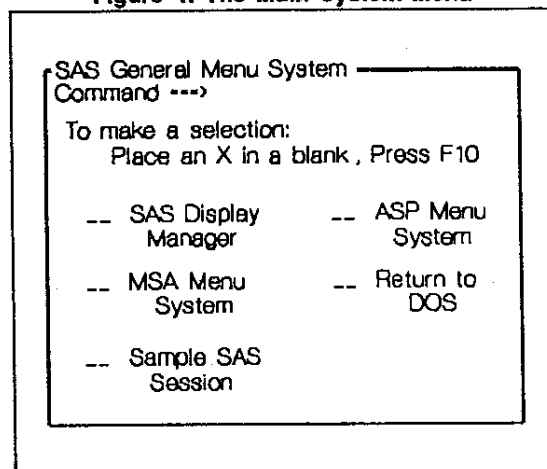 Figure 1. The Main System Menu
SAS General Menu System
Command --->
To make a selection:
Place an X in a blank , Press F10
__ SAS Display Manager
__ ASP Menu System
__ MSA Menu System
__ Return to DOS
__ Sample SAS Session